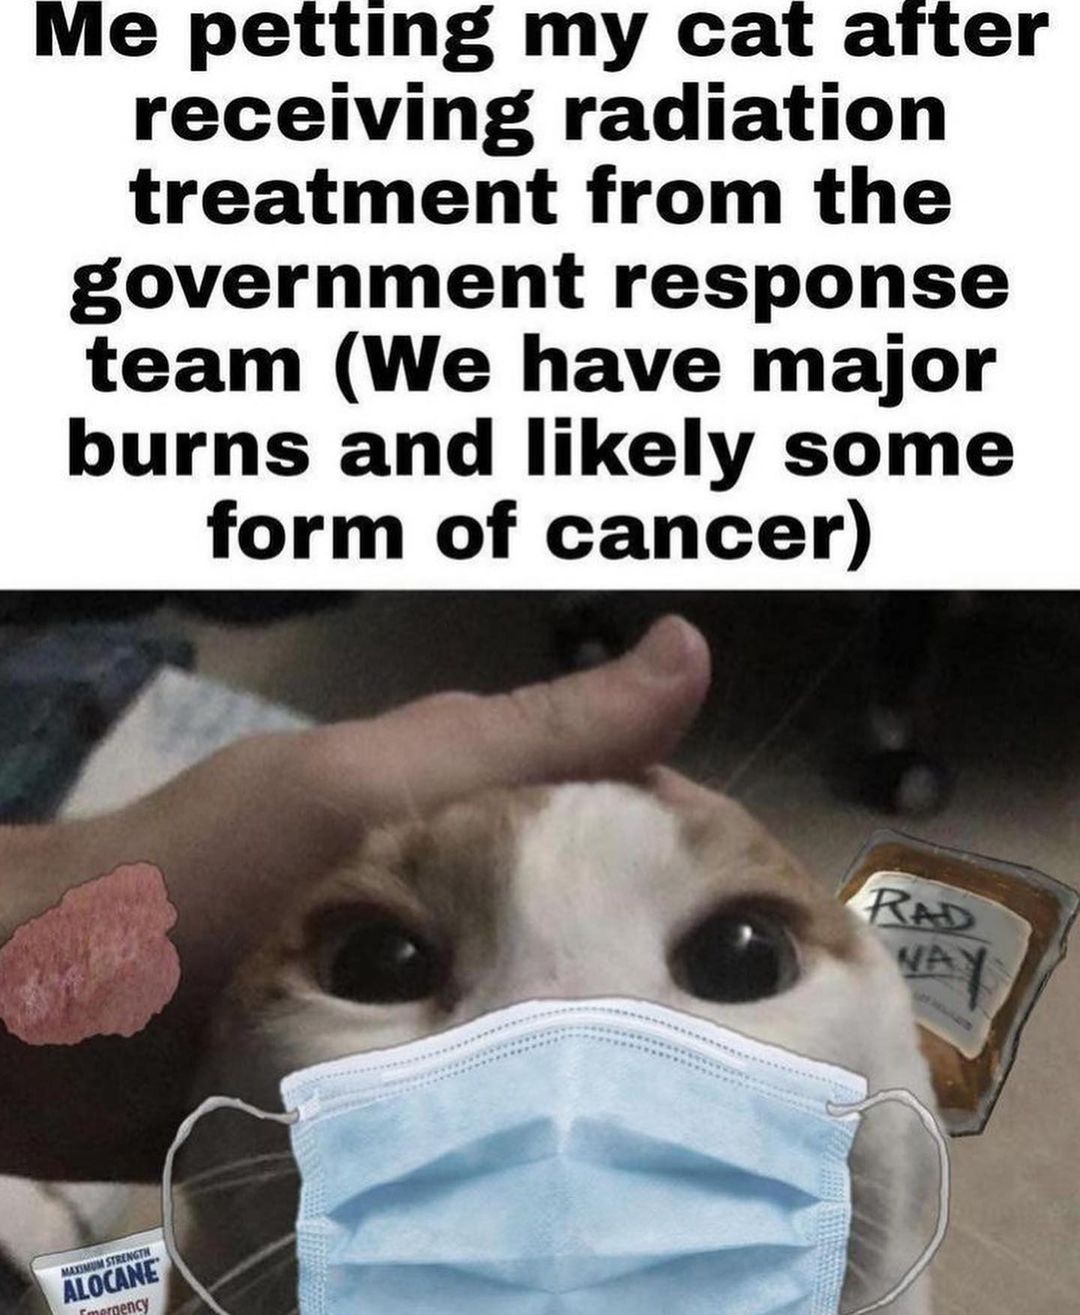 Me petting my cat after
receiving radiation
treatment from the
government response
team (We have major
burns and likely some
form of cancer)
RAD
WAY
MAXIMUM STRENGTH
ALOCANE
Emergency